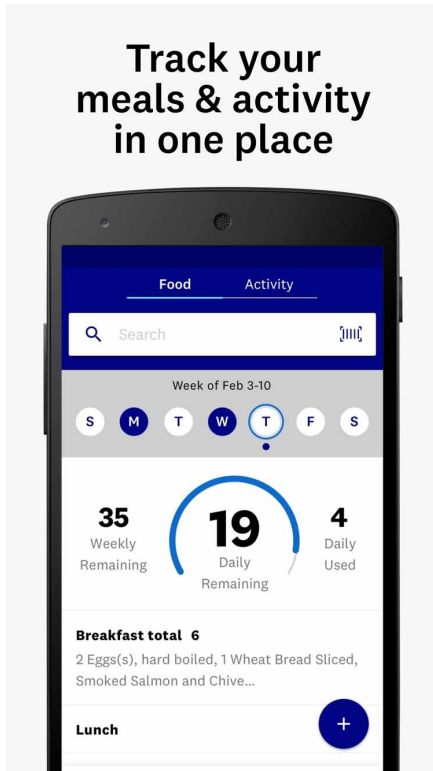 Track your
meals & activity
in one place
Food Activity
Search
Week of Feb 3-10
S M T W T F S
35
Weekly
Remaining
19
Daily
Remaining
4
Daily
Used
Breakfast total 6
2 Eggs(s), hard boiled, 1 Wheat Bread Sliced,
Smoked Salmon and Chive...
Lunch
+